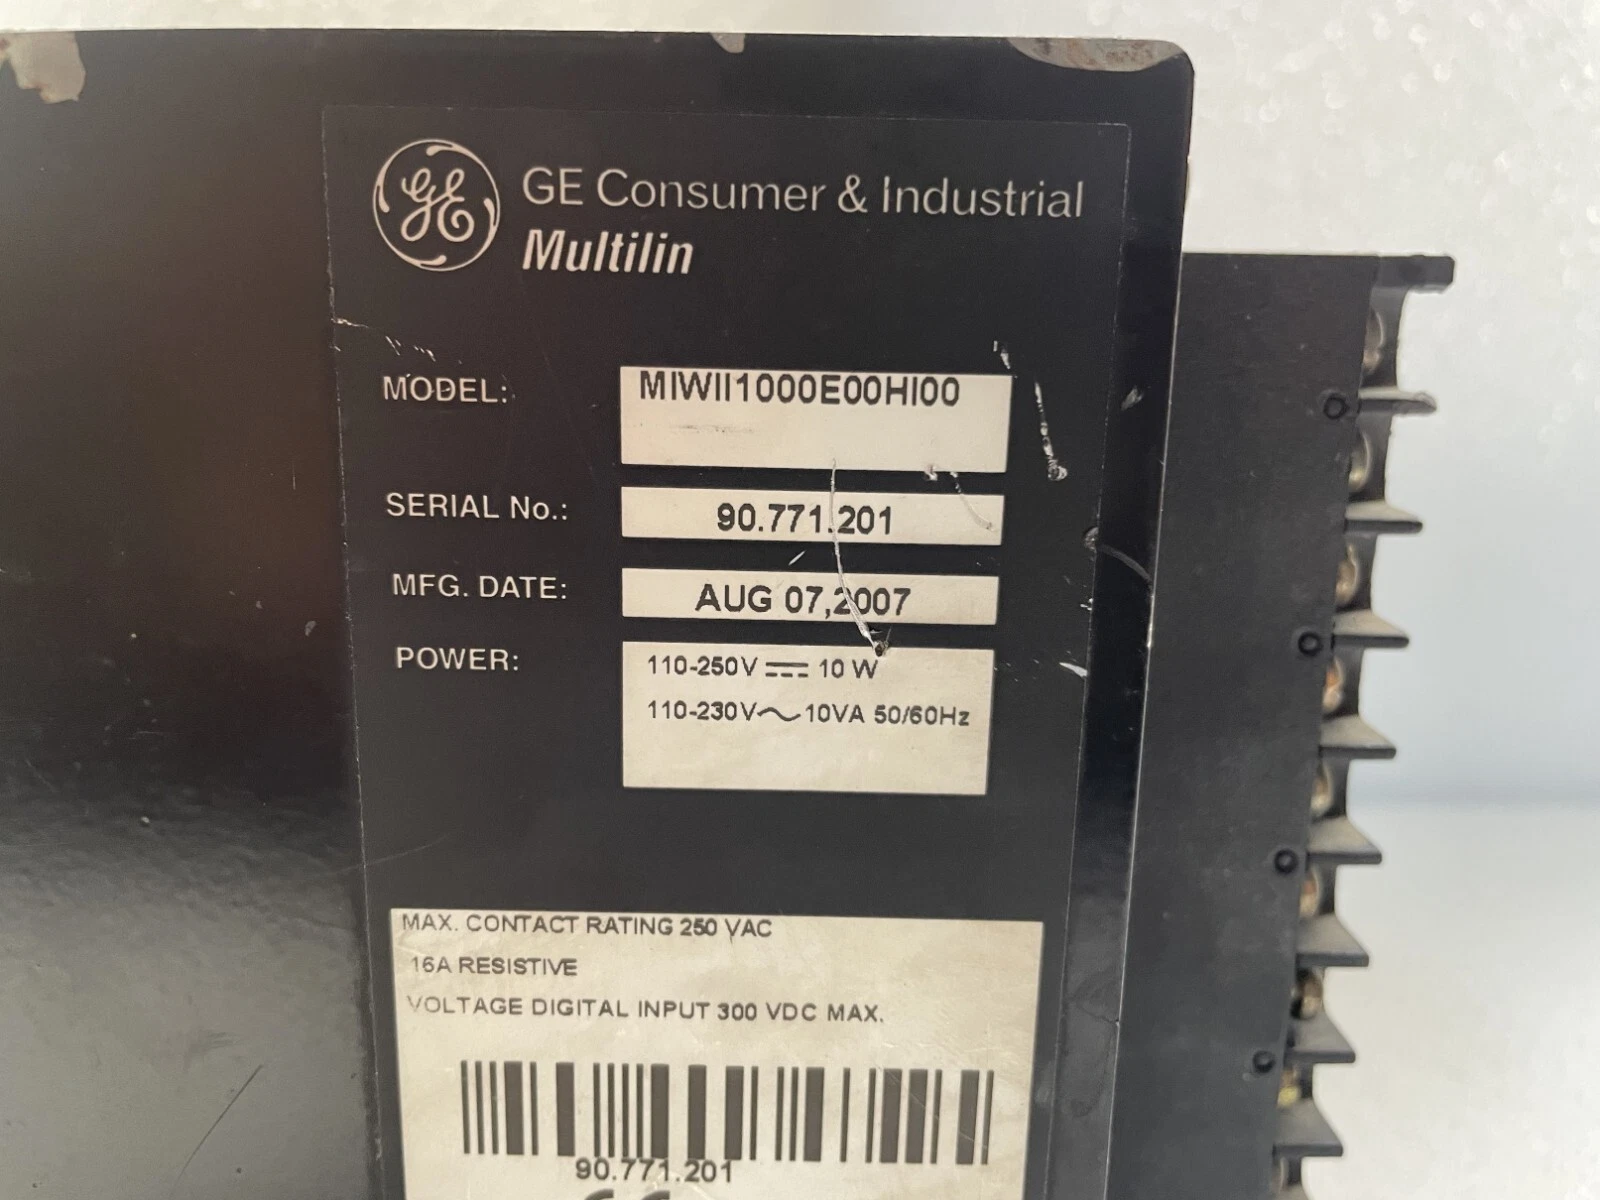 GE
GE Consumer & Industrial
Multilin
MODEL: MIWII1000E00HI00
SERIAL No.: 90.771.201
MFG. DATE: AUG 07,2007
POWER: 110-250V ⎓ 10 W
110-230V∼ 10VA 50/60Hz
MAX. CONTACT RATING 250 VAC
16A RESISTIVE
VOLTAGE DIGITAL INPUT 300 VDC MAX.
90.771.201